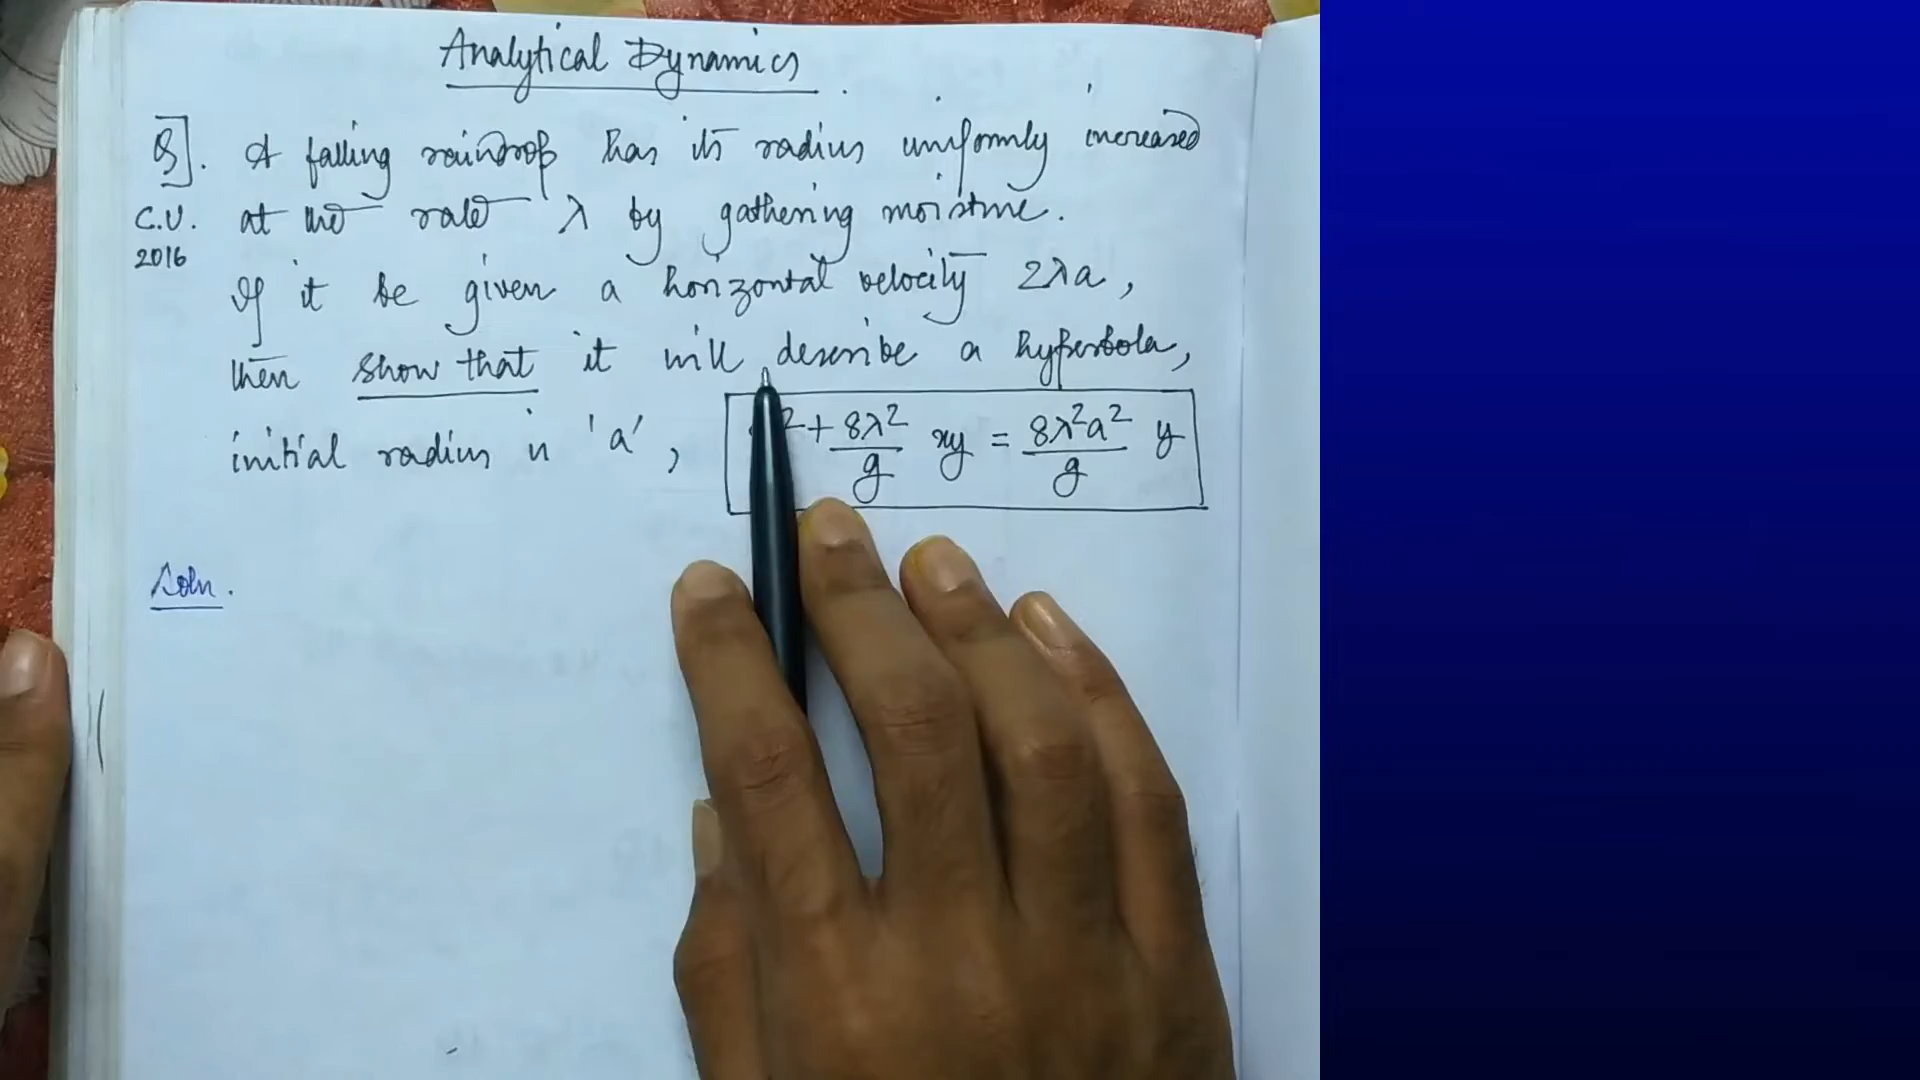 Analytical Dynamics
Q]. A falling raindrop has its radius uniformly increased
C.U. at the rate λ by gathering moisture.
2016
If it be given a horizontal velocity 2λa,
then show that it will describe a hyperbola,
initial radius is 'a', ²+8λ²/g xy = 8λ²a²/g y
Soln.